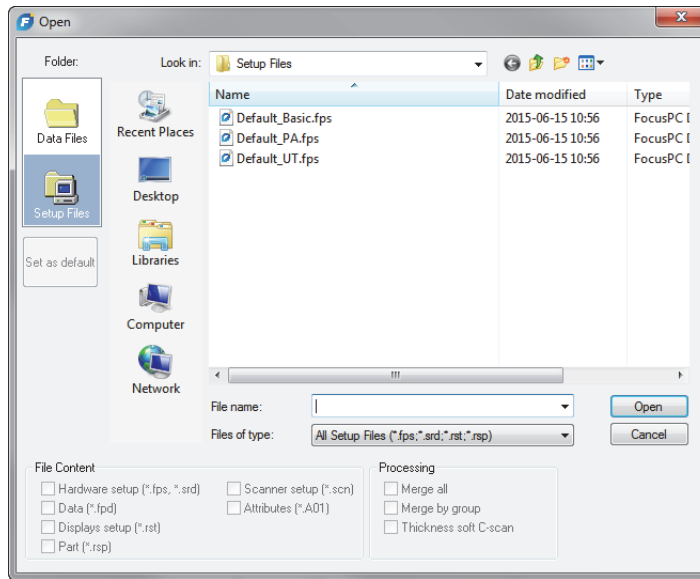 Open
Folder:
Look in:
Setup Files
Data Files
Setup Files
Set as default
Recent Places
Desktop
Libraries
Computer
Network
Name Date modified Type
Default_Basic.fps 2015-06-15 10:56 FocusPC D
Default_PA.fps 2015-06-15 10:56 FocusPC D
Default_UT.fps 2015-06-15 10:56 FocusPC D
File name:
Open
Files of type: All Setup Files (*.fps;*.srd;*.rst;*.rsp)
Cancel
File Content
Hardware setup (*.fps, *.srd)
Data (*.fpd)
Displays setup (*.rst)
Part (*.rsp)
Scanner setup (*.scn)
Attributes (*.A01)
Processing
Merge all
Merge by group
Thickness soft C-scan